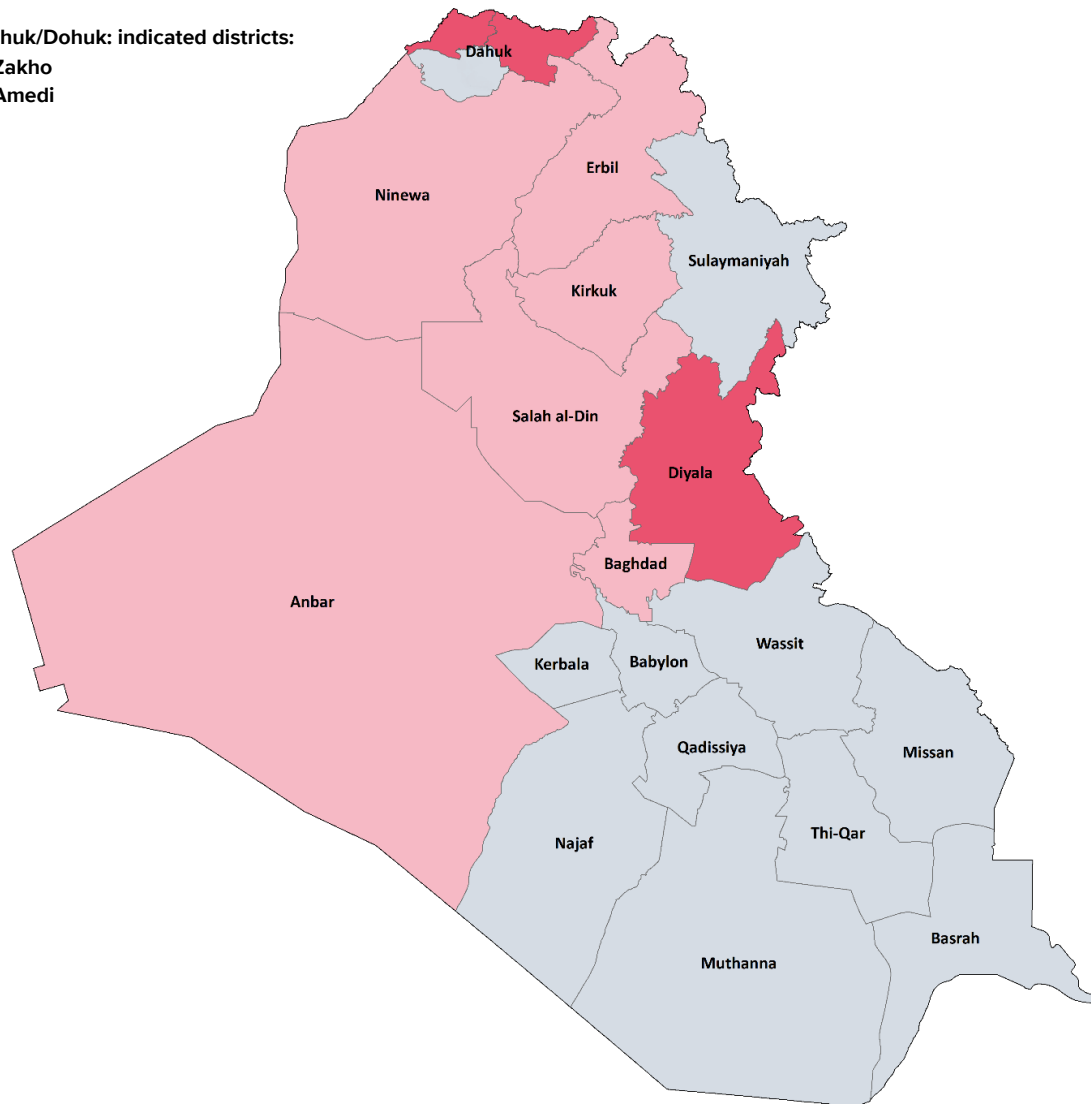 huk/Dohuk: indicated districts:
Zakho
Amedi
Dahuk
Ninewa
Erbil
Sulaymaniyah
Kirkuk
Salah al-Din
Diyala
Baghdad
Anbar
Wassit
Kerbala
Babylon
Qadissiya
Missan
Najaf
Thi-Qar
Basrah
Muthanna